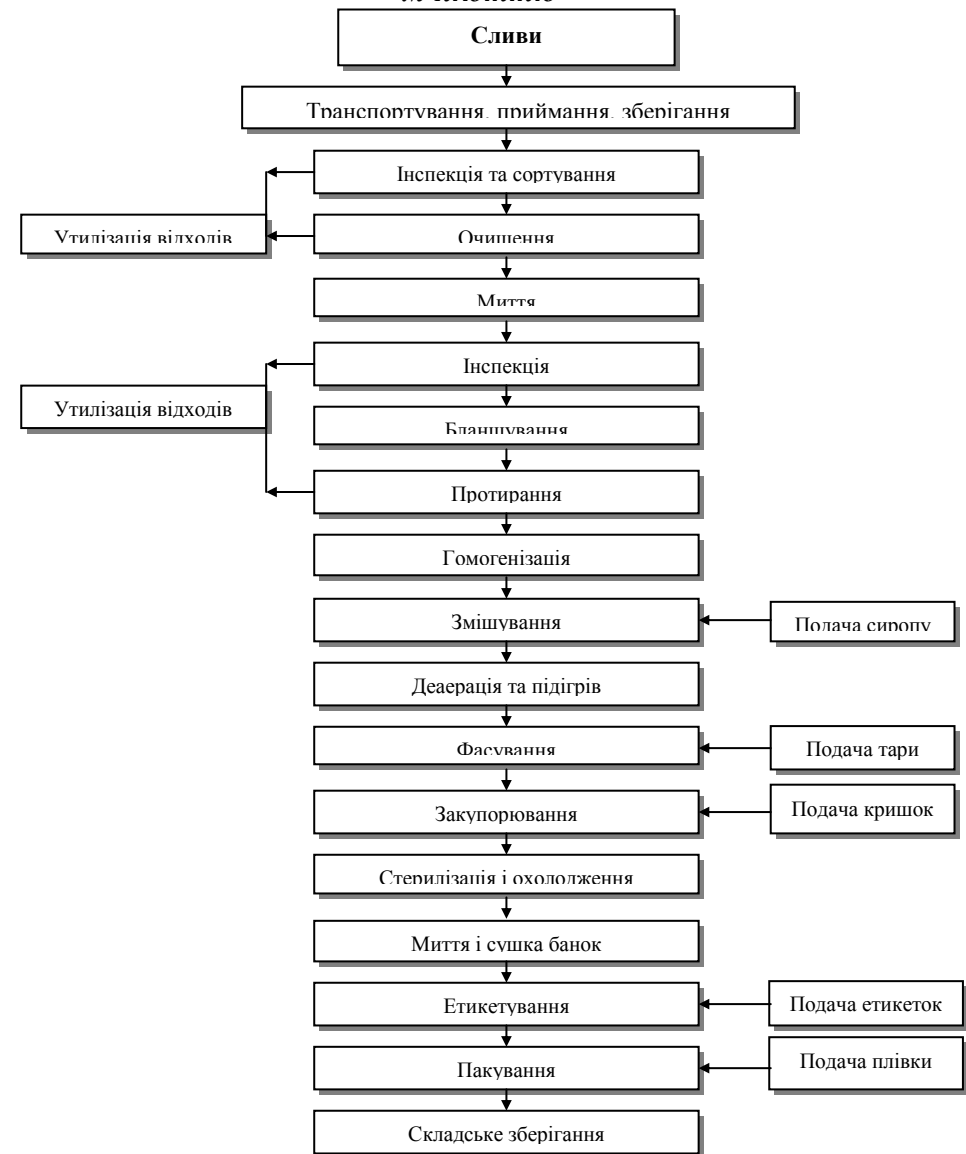 Сливи
Транспортування, приймання, зберігання
Інспекція та сортування
Утилізація відходів
Очищення
Миття
Інспекція
Утилізація відходів
Бланшування
Протирання
Гомогенізація
Змішування
Подача сиропу
Деаерація та підігрів
Фасування
Подача тари
Закупорювання
Подача кришок
Стерилізація і охолодження
Миття і сушка банок
Етикетування
Подача етикеток
Пакування
Подача плівки
Складське зберігання